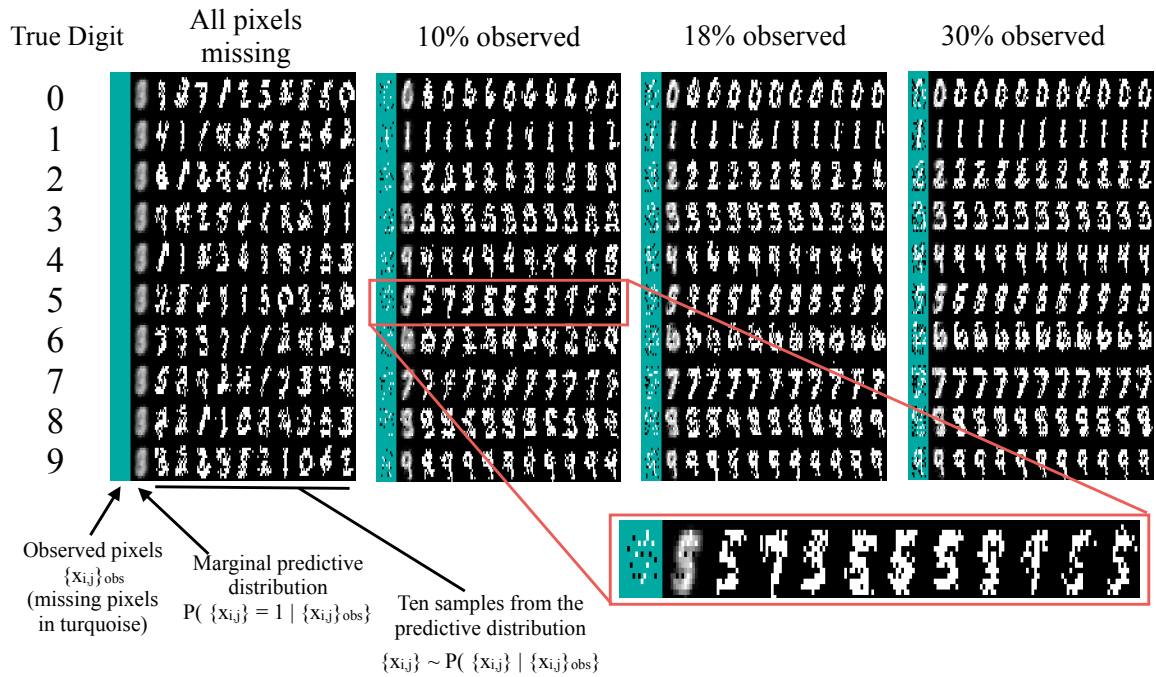 True Digit
All pixels
missing
10% observed
18% observed
30% observed
0
1
2
3
4
5
6
7
8
9
Observed pixels
{xi,j}obs
(missing pixels
in turquoise)
Marginal predictive
distribution
P( {xi,j} = 1 | {xi,j}obs}
Ten samples from the
predictive distribution
{xi,j} ~ P( {xi,j} | {xi,j}obs}